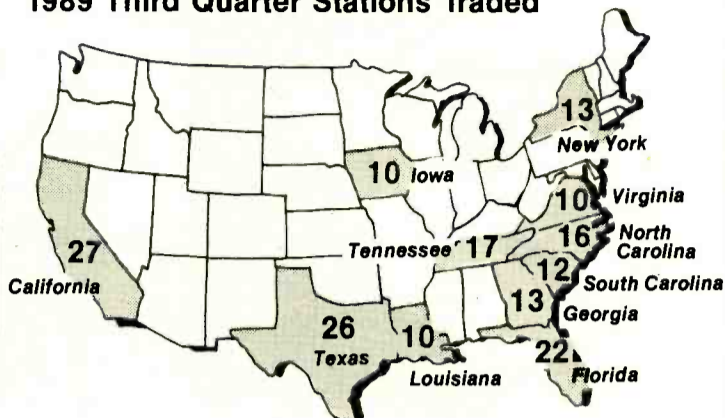 1989 Third Quarter Stations Traded
13
New York
10 Iowa
10 Virginia
Tennessee 17
16 North
Carolina
27
California
12
South Carolina
13
Georgia
26
Texas
10
Louisiana
22
Florida